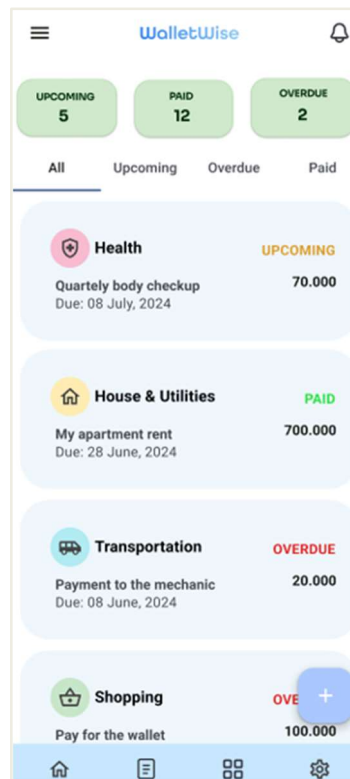 WalletWise
UPCOMING PAID OVERDUE
5 12 2
All Upcoming Overdue Paid
Health UPCOMING
Quartely body checkup 70.000
Due: 08 July, 2024
House & Utilities PAID
My apartment rent 700.000
Due: 28 June, 2024
Transportation OVERDUE
Payment to the mechanic 20.000
Due: 08 June, 2024
Shopping OVE
Pay for the wallet 100.000